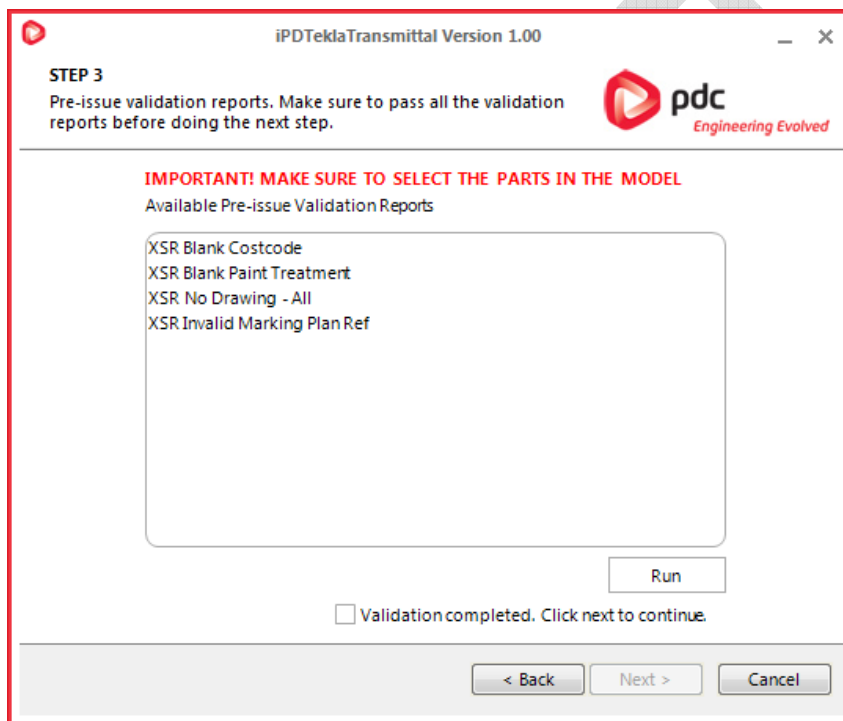 iPDTeklaTransmittal Version 1.00
STEP 3
Pre-issue validation reports. Make sure to pass all the validation
reports before doing the next step.
pdc
Engineering Evolved
IMPORTANT! MAKE SURE TO SELECT THE PARTS IN THE MODEL
Available Pre-issue Validation Reports
XSR Blank Costcode
XSR Blank Paint Treatment
XSR No Drawing - All
XSR Invalid Marking Plan Ref
Run
Validation completed. Click next to continue.
< Back
Next >
Cancel